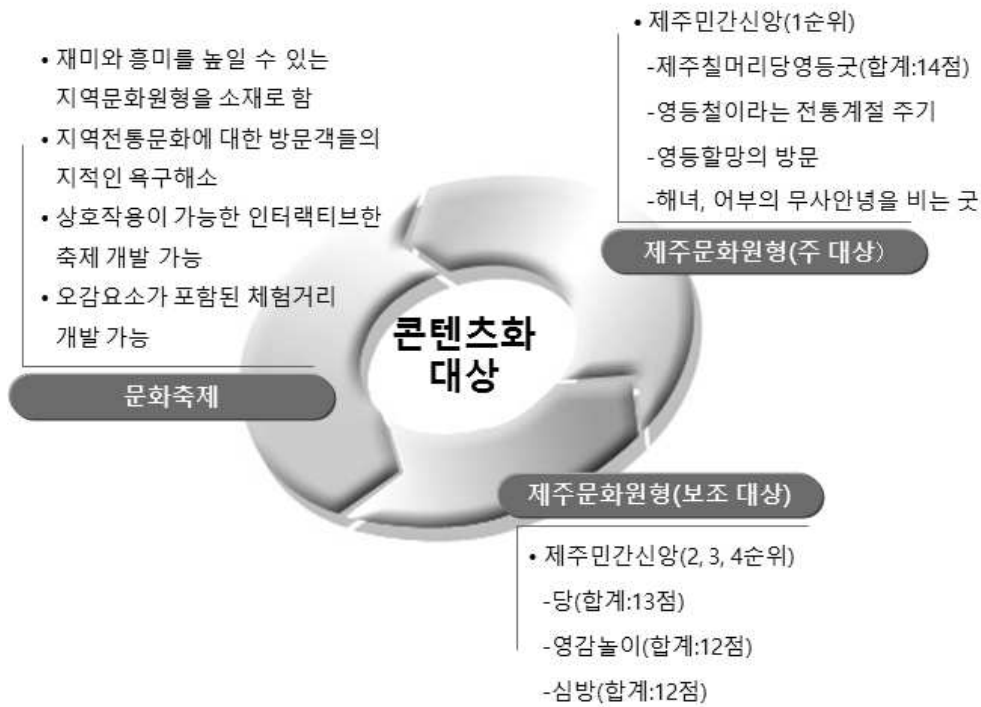 • 재미와 흥미를 높일 수 있는
지역문화원형을 소재로 함
• 지역전통문화에 대한 방문객들의
지적인 욕구해소
• 상호작용이 가능한 인터랙티브한
축제 개발 가능
• 오감요소가 포함된 체험거리
개발 가능
문화축제
• 제주민간신앙(1순위)
-제주칠머리당영등굿(합계:14점)
-영등철이라는 전통계절 주기
-영등할망의 방문
-해녀, 어부의 무사안녕을 비는 굿
제주문화원형(주 대상)
콘텐츠화
대상
제주문화원형(보조 대상)
• 제주민간신앙(2, 3, 4순위)
-당(합계:13점)
-영감놀이(합계:12점)
-심방(합계:12점)